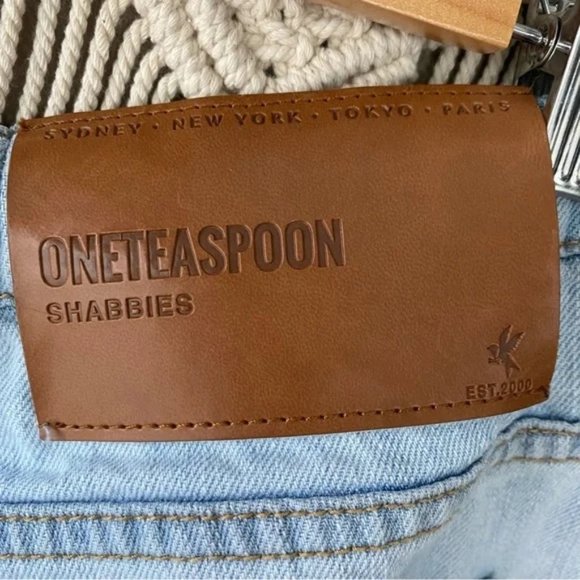 SYDNEY • NEW YORK • TOKYO • PARIS
ONETEASPOON
SHABBIES
EST.2000